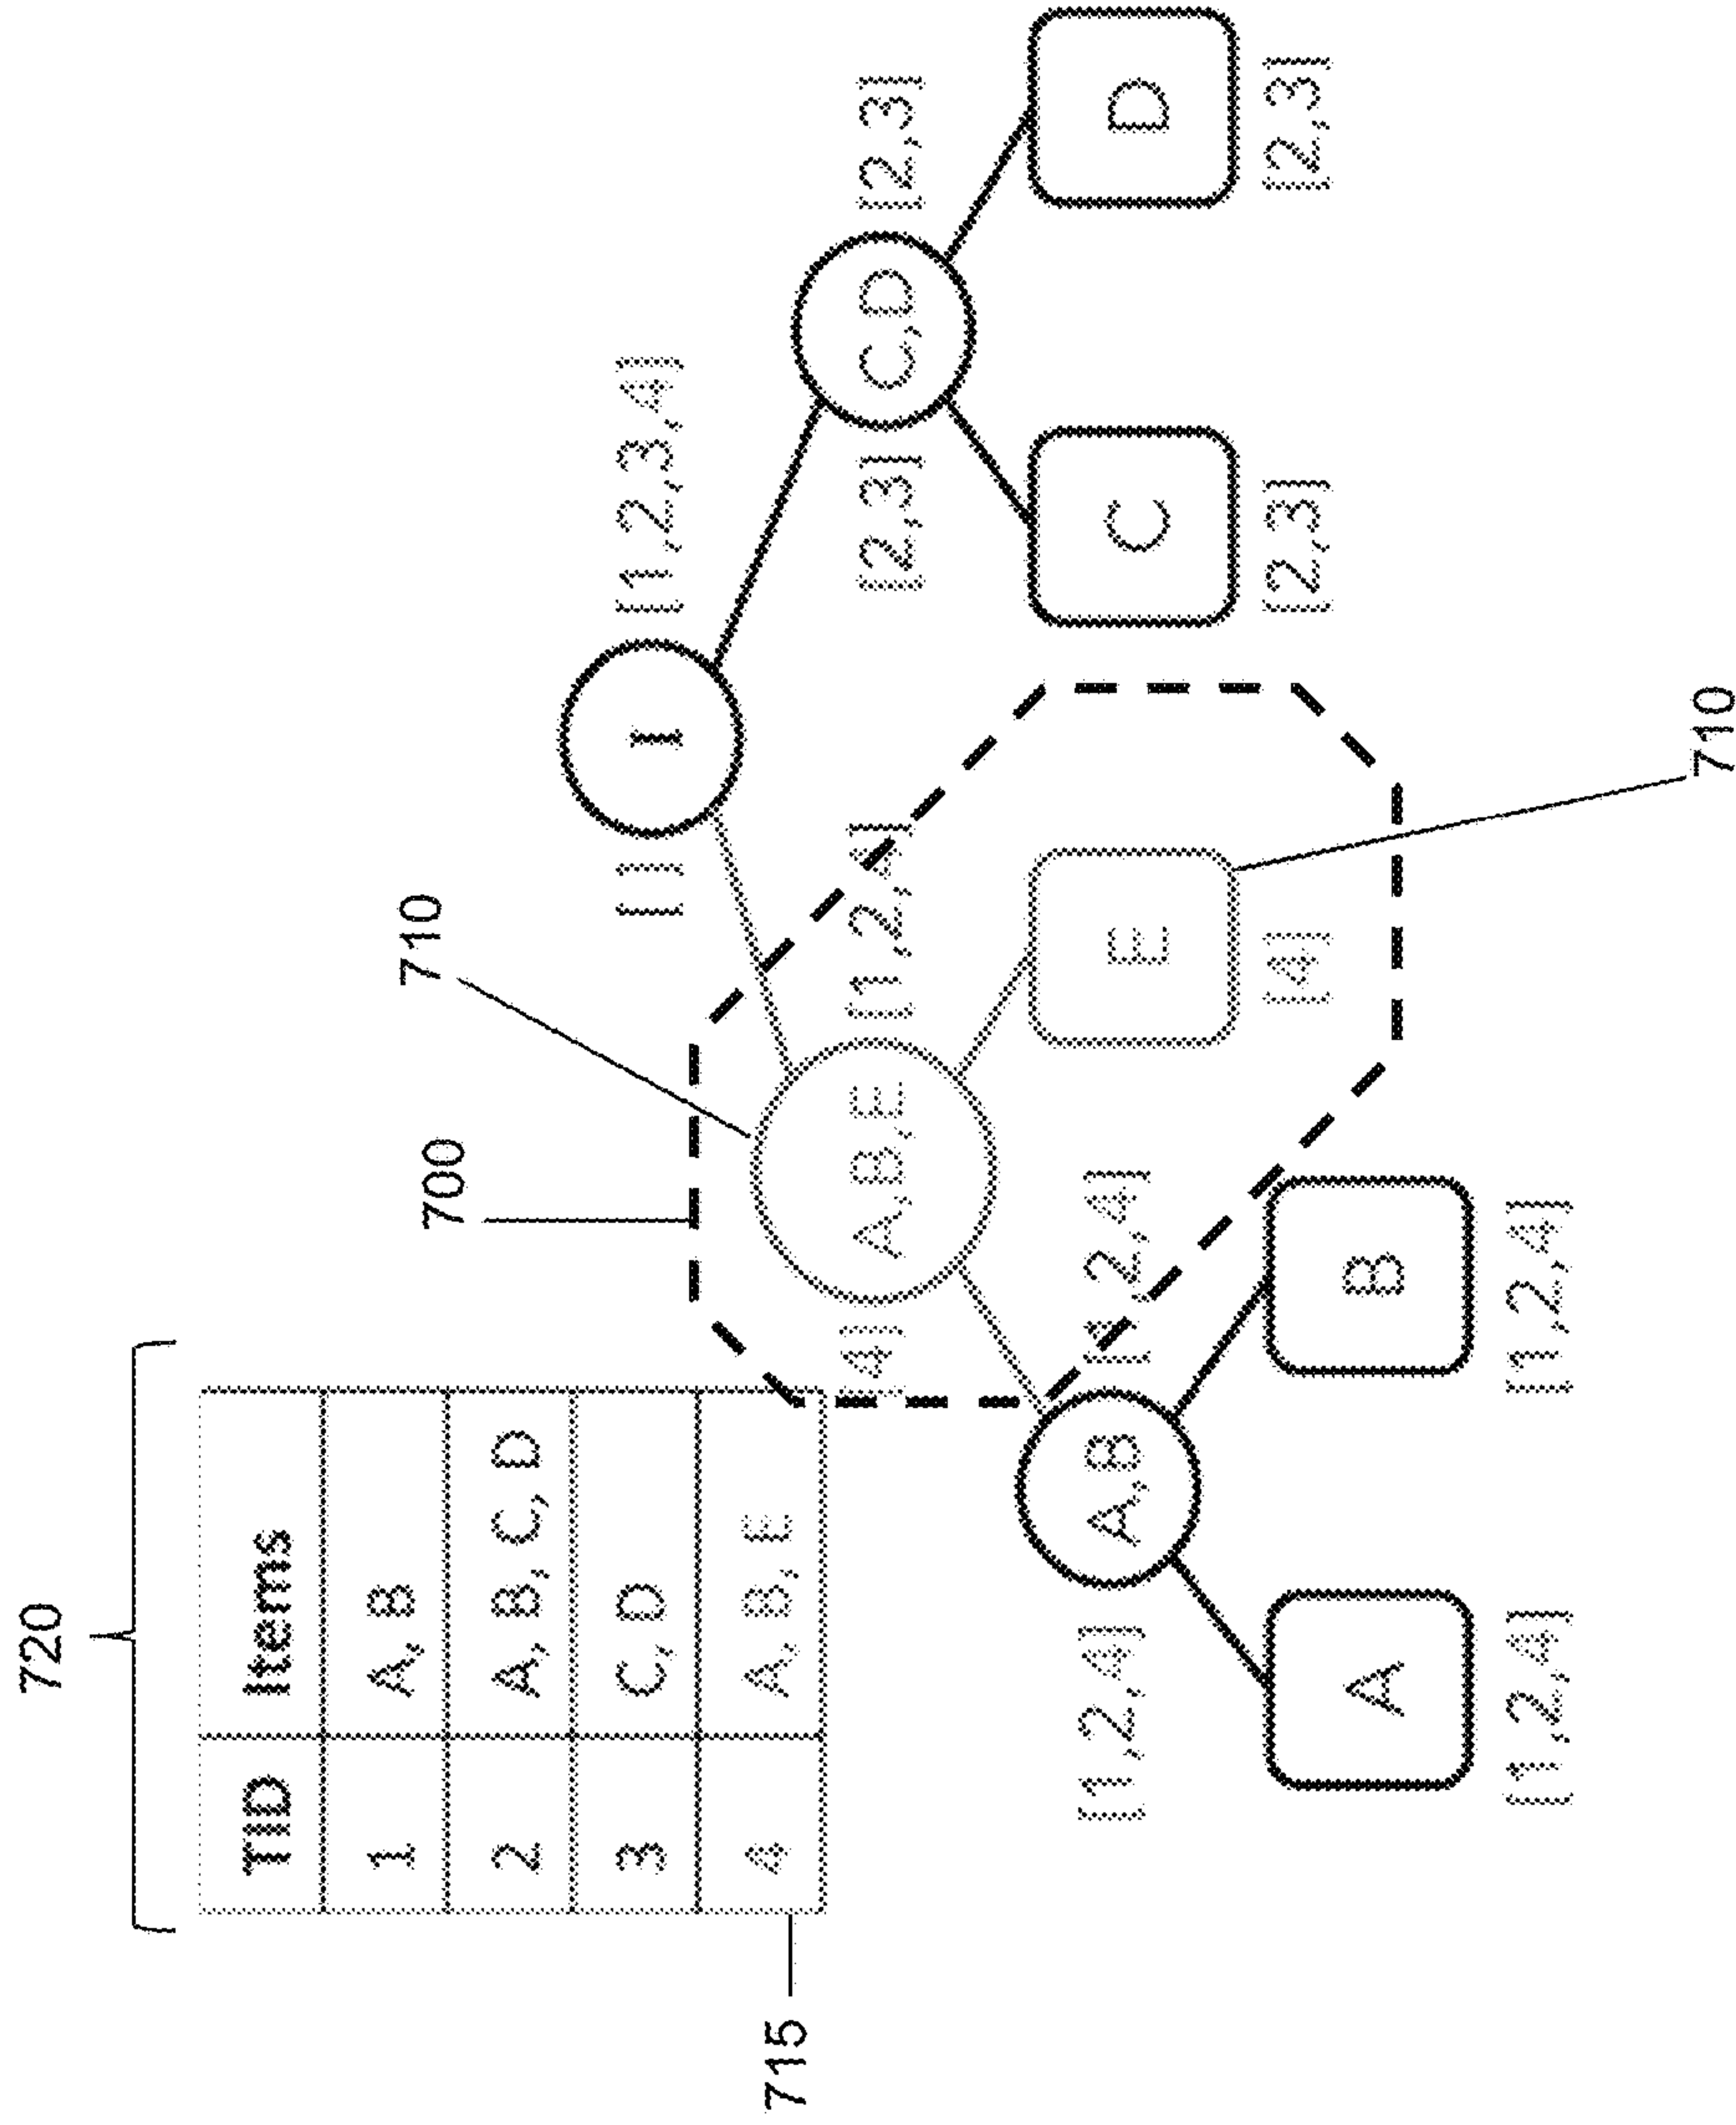 720
TID Items
1 A, B
2 A, B, C, D
3 C, D
4 A, B, E
715
700
710
[ ] I [1,2,3,4]
[4] A,B,E [1,2,4]
[2,3] C,D [2,3]
[1,2,4] A,B [1,2,4]
E
C
D
[4]
[2,3]
[2,3]
A
B
[1,2,4]
[1,2,4]
710